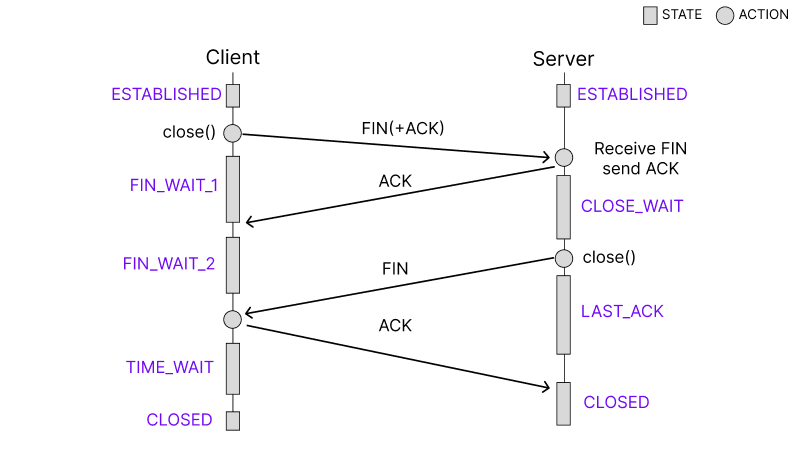 STATE
ACTION
Client
Server
ESTABLISHED
ESTABLISHED
close()
FIN(+ACK)
Receive FIN
send ACK
ACK
FIN_WAIT_1
CLOSE_WAIT
FIN_WAIT_2
FIN
close()
LAST_ACK
ACK
TIME_WAIT
CLOSED
CLOSED